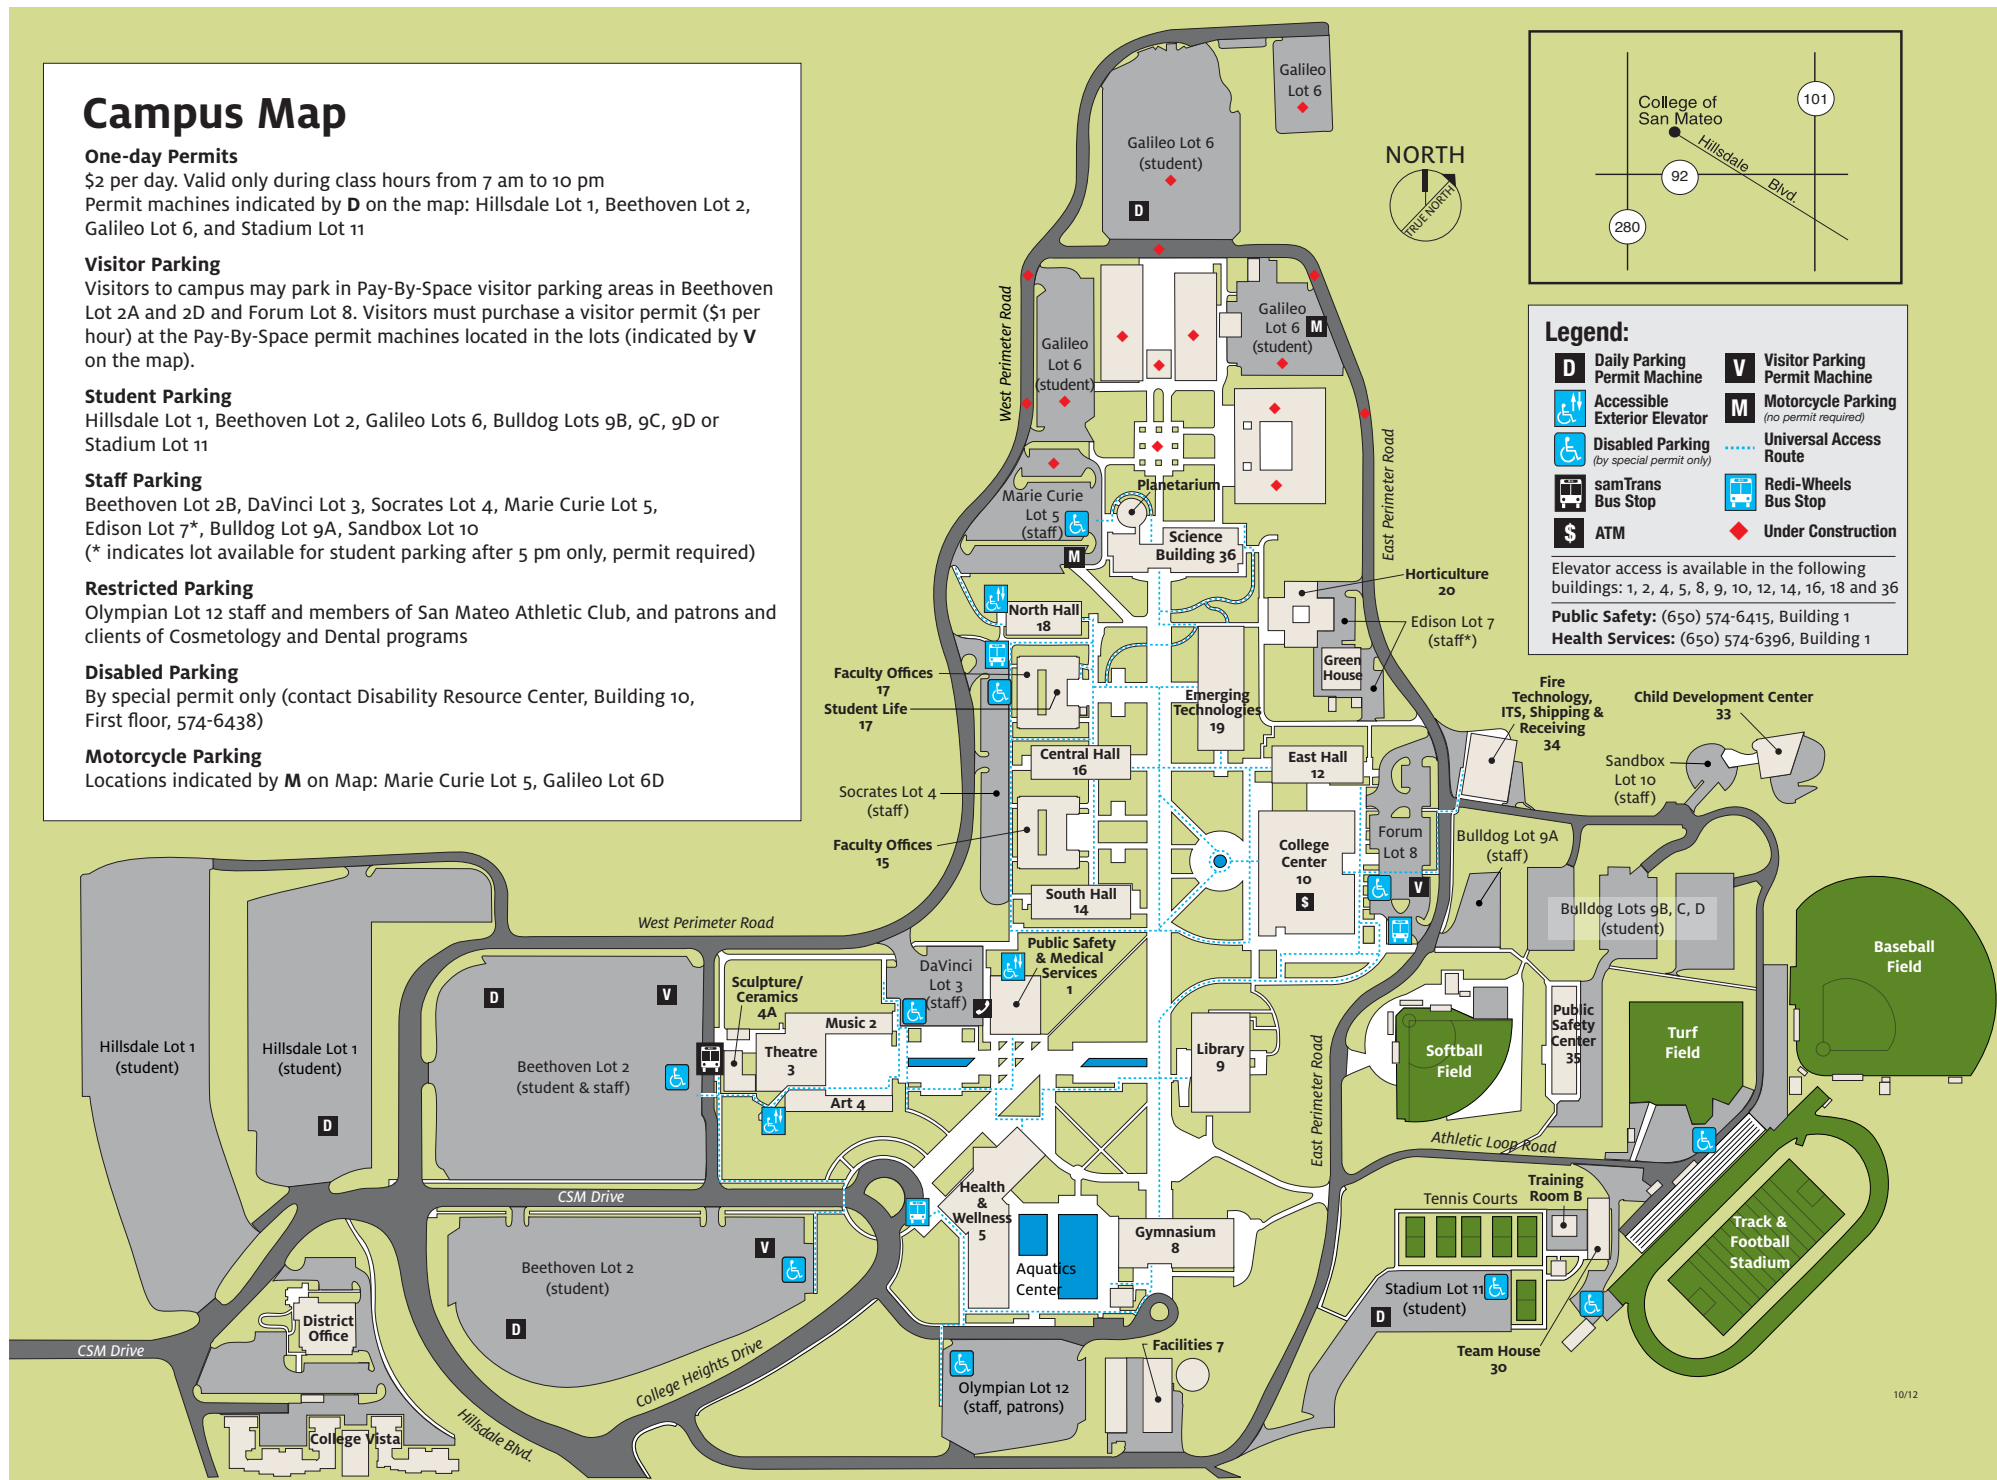 Campus Map
One-day Permits
$2 per day. Valid only during class hours from 7 am to 10 pm
Permit machines indicated by D on the map: Hillsdale Lot 1, Beethoven Lot 2,
Galileo Lot 6, and Stadium Lot 11
Visitor Parking
Visitors to campus may park in Pay-By-Space visitor parking areas in Beethoven
Lot 2A and 2D and Forum Lot 8. Visitors must purchase a visitor permit ($1 per
hour) at the Pay-By-Space permit machines located in the lots (indicated by V
on the map).
Student Parking
Hillsdale Lot 1, Beethoven Lot 2, Galileo Lots 6, Bulldog Lots 9B, 9C, 9D or
Stadium Lot 11
Staff Parking
Beethoven Lot 2B, DaVinci Lot 3, Socrates Lot 4, Marie Curie Lot 5,
Edison Lot 7*, Bulldog Lot 9A, Sandbox Lot 10
(* indicates lot available for student parking after 5 pm only, permit required)
Restricted Parking
Olympian Lot 12 staff and members of San Mateo Athletic Club, and patrons and
clients of Cosmetology and Dental programs
Disabled Parking
By special permit only (contact Disability Resource Center, Building 10,
First floor, 574-6438)
Motorcycle Parking
Locations indicated by M on Map: Marie Curie Lot 5, Galileo Lot 6D
NORTH
TRUE NORTH
College of
San Mateo
101
Hillsdale
Blvd.
92
280
Legend:
D
Daily Parking
Permit Machine
V
Visitor Parking
Permit Machine
Accessible
Exterior Elevator
M
Motorcycle Parking
(no permit required)
Disabled Parking
(by special permit only)
Universal Access
Route
samTrans
Bus Stop
Redi-Wheels
Bus Stop
$
ATM
Under Construction
Elevator access is available in the following
buildings: 1, 2, 4, 5, 8, 9, 10, 12, 14, 16, 18 and 36
Public Safety: (650) 574-6415, Building 1
Health Services: (650) 574-6396, Building 1
Galileo
Lot 6
Galileo Lot 6
(student)
D
Galileo
Lot 6
(student)
M
Galileo
Lot 6
(student)
West Perimeter Road
East Perimeter Road
Planetarium
Marie Curie
Lot 5
(staff)
M
Science
Building 36
Horticulture
20
Edison Lot 7
(staff*)
North Hall
18
Green
House
Faculty Offices
17
Student Life
17
Emerging
Technologies
19
Fire
Technology,
ITS, Shipping &
Receiving
34
Child Development Center
33
Central Hall
16
East Hall
12
Sandbox
Lot 10
(staff)
Socrates Lot 4
(staff)
Faculty Offices
15
College
Center
10
$
Forum
Lot 8
V
Bulldog Lot 9A
(staff)
South Hall
14
Bulldog Lots 9B, C, D
(student)
West Perimeter Road
Baseball
Field
DaVinci
Lot 3
(staff)
Public Safety
& Medical
Services
1
Sculpture/
Ceramics
4A
D
V
Music 2
Theatre
3
Art 4
Library
9
Public
Safety
Center
35
Softball
Field
Turf
Field
Hillsdale Lot 1
(student)
Hillsdale Lot 1
(student)
D
Beethoven Lot 2
(student & staff)
East Perimeter Road
Athletic Loop Road
CSM Drive
Health
&
Wellness
5
Gymnasium
8
Aquatics
Center
Tennis Courts
Training
Room B
Track &
Football
Stadium
Beethoven Lot 2
(student)
V
D
Stadium Lot 11
(student)
D
Team House
30
District
Office
CSM Drive
College Heights Drive
Hillsdale Blvd.
College Vista
Olympian Lot 12
(staff, patrons)
Facilities 7
10/12